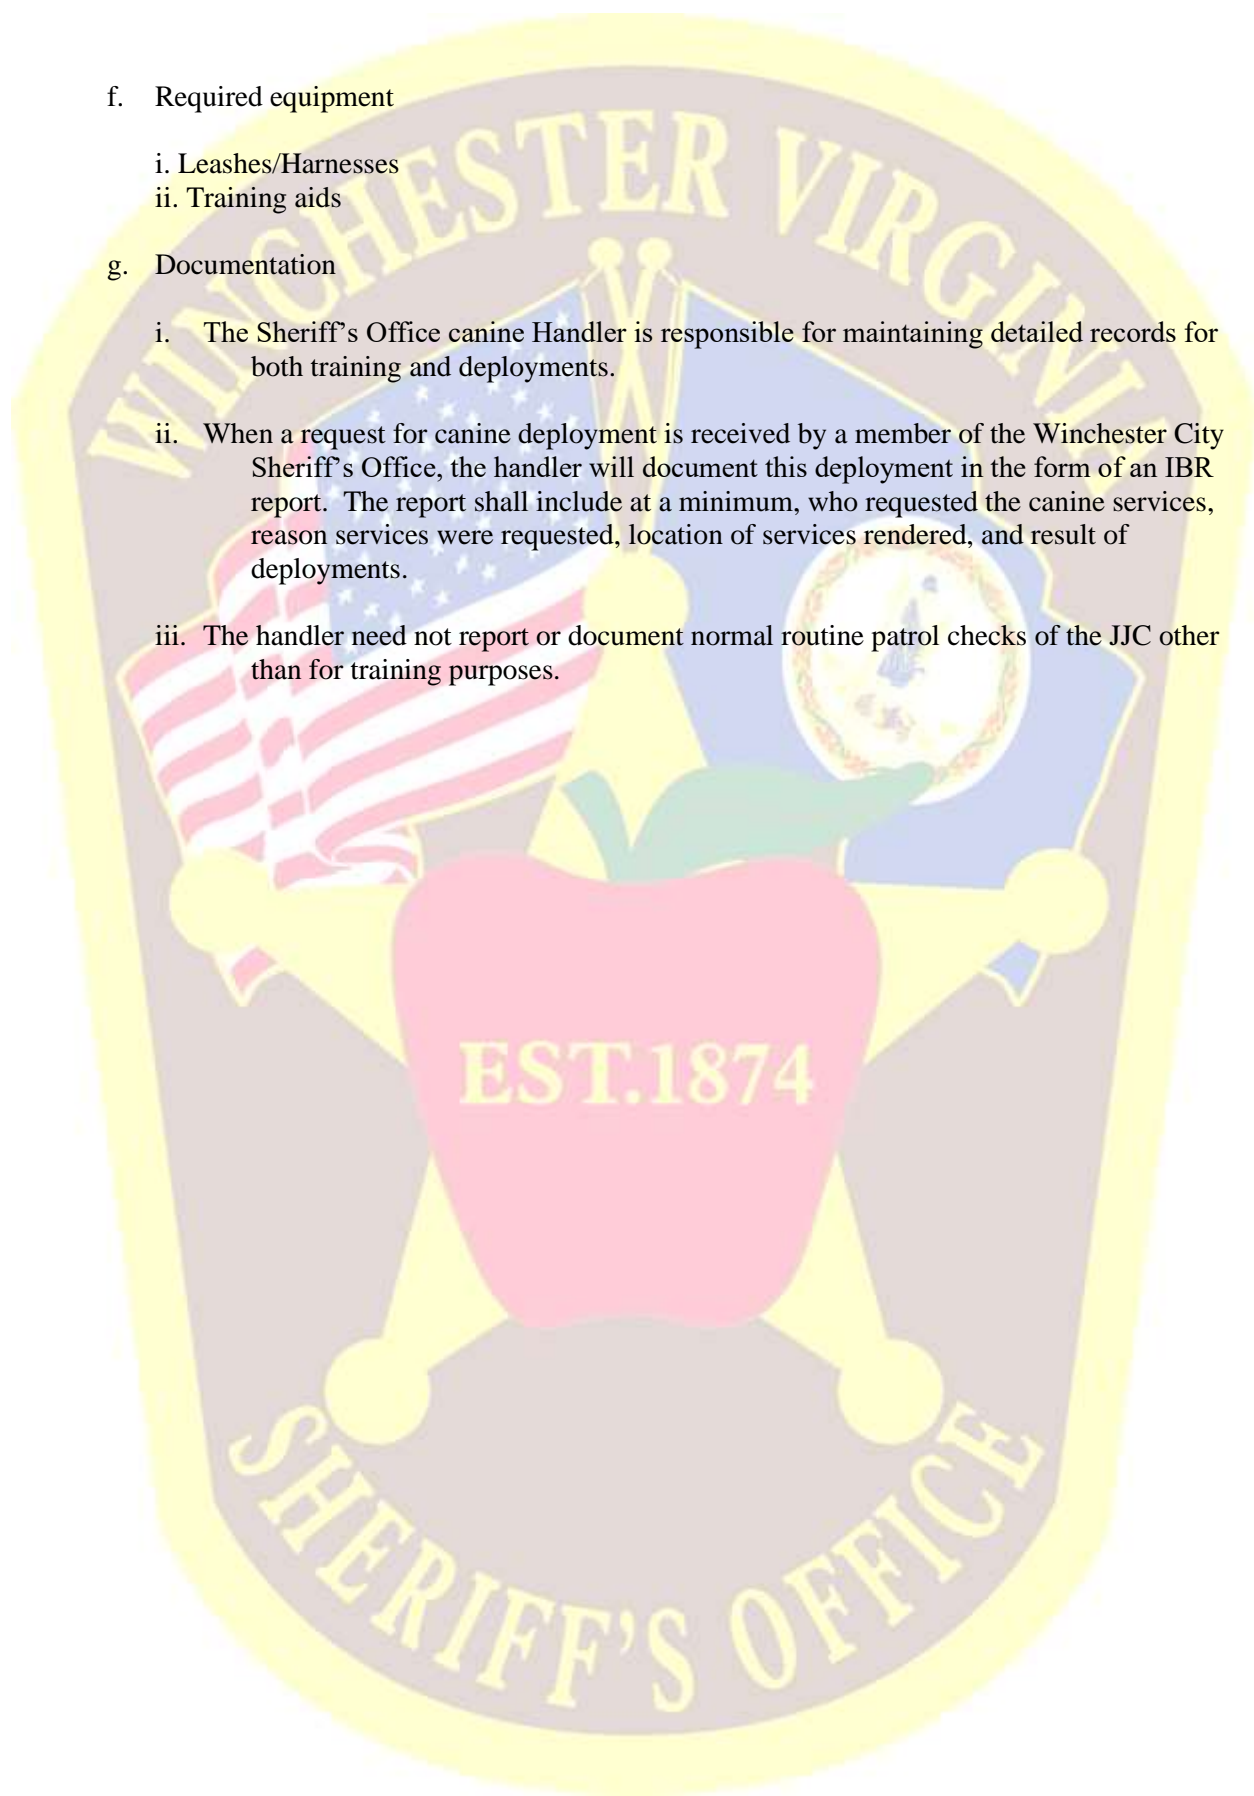 WINCHESTER VIRGINIA
f. Required equipment
i. Leashes/Harnesses
ii. Training aids
g. Documentation
i. The Sheriff’s Office canine Handler is responsible for maintaining detailed records for
both training and deployments.
ii. When a request for canine deployment is received by a member of the Winchester City
Sheriff’s Office, the handler will document this deployment in the form of an IBR
report.  The report shall include at a minimum, who requested the canine services,
reason services were requested, location of services rendered, and result of
deployments.
iii. The handler need not report or document normal routine patrol checks of the JJC other
than for training purposes.
EST.1874
SHERIFF'S OFFICE